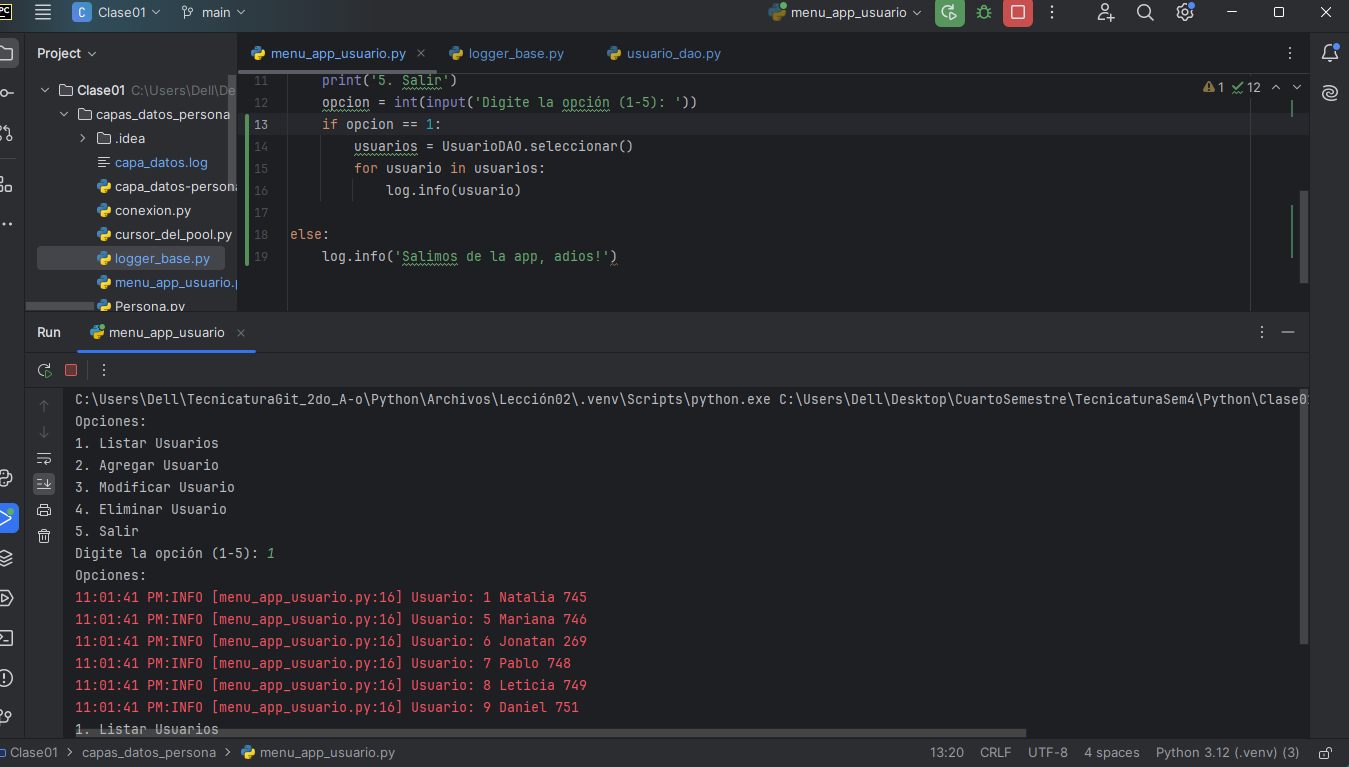 PC
C Clase01
main
menu_app_usuario
Project
menu_app_usuario.py
logger_base.py
usuario_dao.py
Clase01 C:\Users\Dell\De
capas_datos_persona
.idea
capa_datos.log
capa_datos-persona
conexion.py
cursor_del_pool.py
logger_base.py
menu_app_usuario.p
Persona.py
11 print('5. Salir')
12 opcion = int(input('Digite la opción (1-5): '))
13 if opcion == 1:
14 usuarios = UsuarioDAO.seleccionar()
15 for usuario in usuarios:
16 log.info(usuario)
17
18 else:
19 log.info('Salimos de la app, adios!')
1 12
Run menu_app_usuario
C:\Users\Dell\TecnicaturaGit_2do_A-o\Python\Archivos\Lección02\.venv\Scripts\python.exe C:\Users\Dell\Desktop\CuartoSemestre\TecnicaturaSem4\Python\Clase01
Opciones:
1. Listar Usuarios
2. Agregar Usuario
3. Modificar Usuario
4. Eliminar Usuario
5. Salir
Digite la opción (1-5): 1
Opciones:
11:01:41 PM:INFO [menu_app_usuario.py:16] Usuario: 1 Natalia 745
11:01:41 PM:INFO [menu_app_usuario.py:16] Usuario: 5 Mariana 746
11:01:41 PM:INFO [menu_app_usuario.py:16] Usuario: 6 Jonatan 269
11:01:41 PM:INFO [menu_app_usuario.py:16] Usuario: 7 Pablo 748
11:01:41 PM:INFO [menu_app_usuario.py:16] Usuario: 8 Leticia 749
11:01:41 PM:INFO [menu_app_usuario.py:16] Usuario: 9 Daniel 751
1. Listar Usuarios
Clase01 > capas_datos_persona > menu_app_usuario.py
13:20 CRLF UTF-8 4 spaces Python 3.12 (.venv) (3)